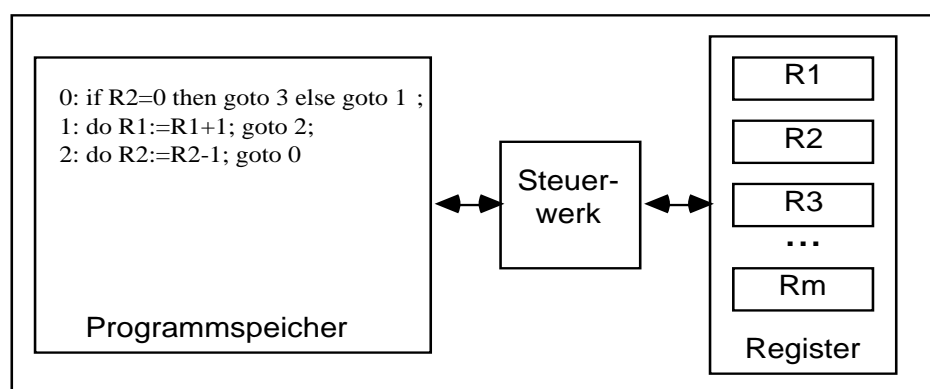 0: if R2=0 then goto 3 else goto 1 ;
1: do R1:=R1+1; goto 2;
2: do R2:=R2-1; goto 0
Programmspeicher
Steuer-
werk
R1
R2
R3
...
Rm
Register